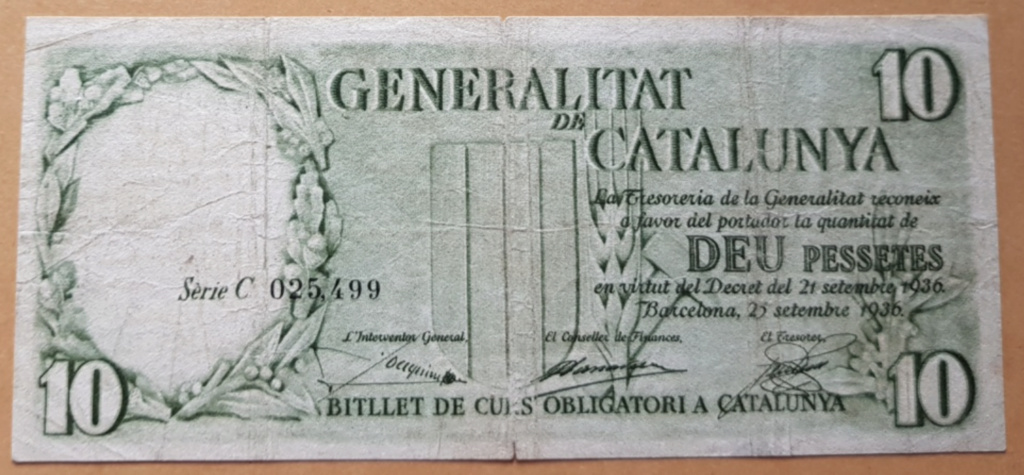 10
GENERALITAT
DE
CATALUNYA
La Tresoreria de la Generalitat reconeix
a favor del portador la quantitat de
DEU PESSETES
en virtut del Decret del 21 setembre 1936.
Barcelona, 25 setembre 1936.
Sèrie C 025,499
L'Interventor General, El Conseller de Finances, El Tresorer,
10 BITLLET DE CURS OBLIGATORI A CATALUNYA 10